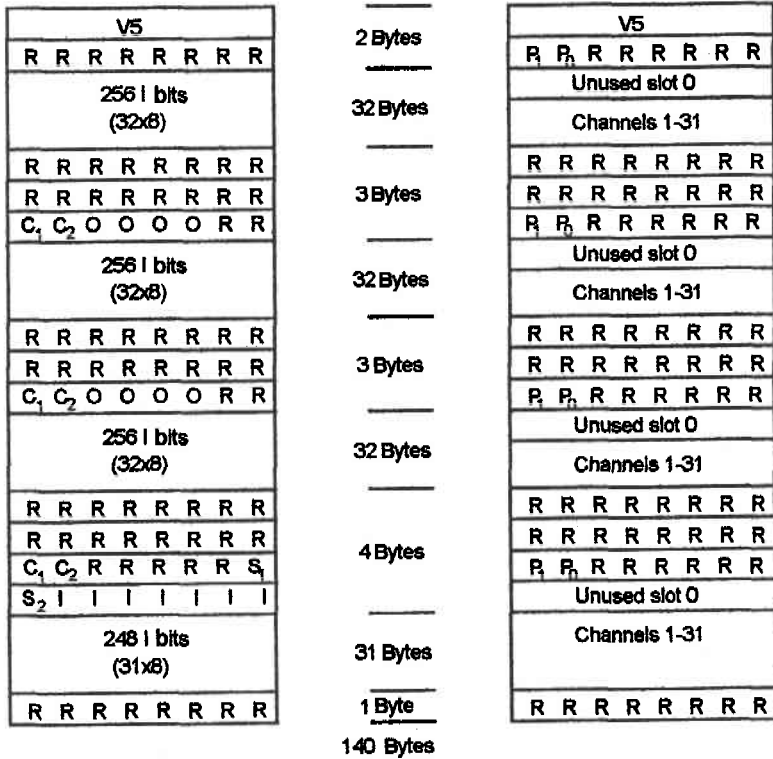 V5
R R R R R R R R
256 I bits
(32x8)
R R R R R R R R
R R R R R R R R
C1 C2 O O O O R R
256 I bits
(32x8)
R R R R R R R R
R R R R R R R R
C1 C2 O O O O R R
256 I bits
(32x8)
R R R R R R R R
R R R R R R R R
C1 C2 R R R R R S1
S2 I I I I I I I
248 I bits
(31x8)
R R R R R R R R
2 Bytes
32 Bytes
3 Bytes
32 Bytes
3 Bytes
32 Bytes
4 Bytes
31 Bytes
1 Byte
140 Bytes
V5
P1 P0 R R R R R R
Unused slot 0
Channels 1-31
R R R R R R R R
R R R R R R R R
P1 P0 R R R R R R
Unused slot 0
Channels 1-31
R R R R R R R R
R R R R R R R R
P1 P0 R R R R R R
Unused slot 0
Channels 1-31
R R R R R R R R
R R R R R R R R
P1 P0 R R R R R R
Unused slot 0
Channels 1-31
R R R R R R R R